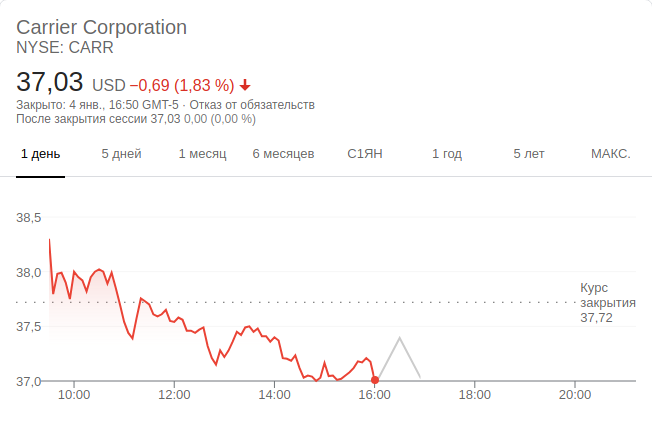 Carrier Corporation
NYSE: CARR
37,03 USD −0,69 (1,83 %)
Закрыто: 4 янв., 16:50 GMT-5 · Отказ от обязательств
После закрытия сессии 37,03 0,00 (0,00 %)
1 день 5 дней 1 месяц 6 месяцев С1ЯН 1 год 5 лет МАКС.
38,5
38,0
Курс
закрытия
37,72
37,5
37,0
10:00 12:00 14:00 16:00 18:00 20:00